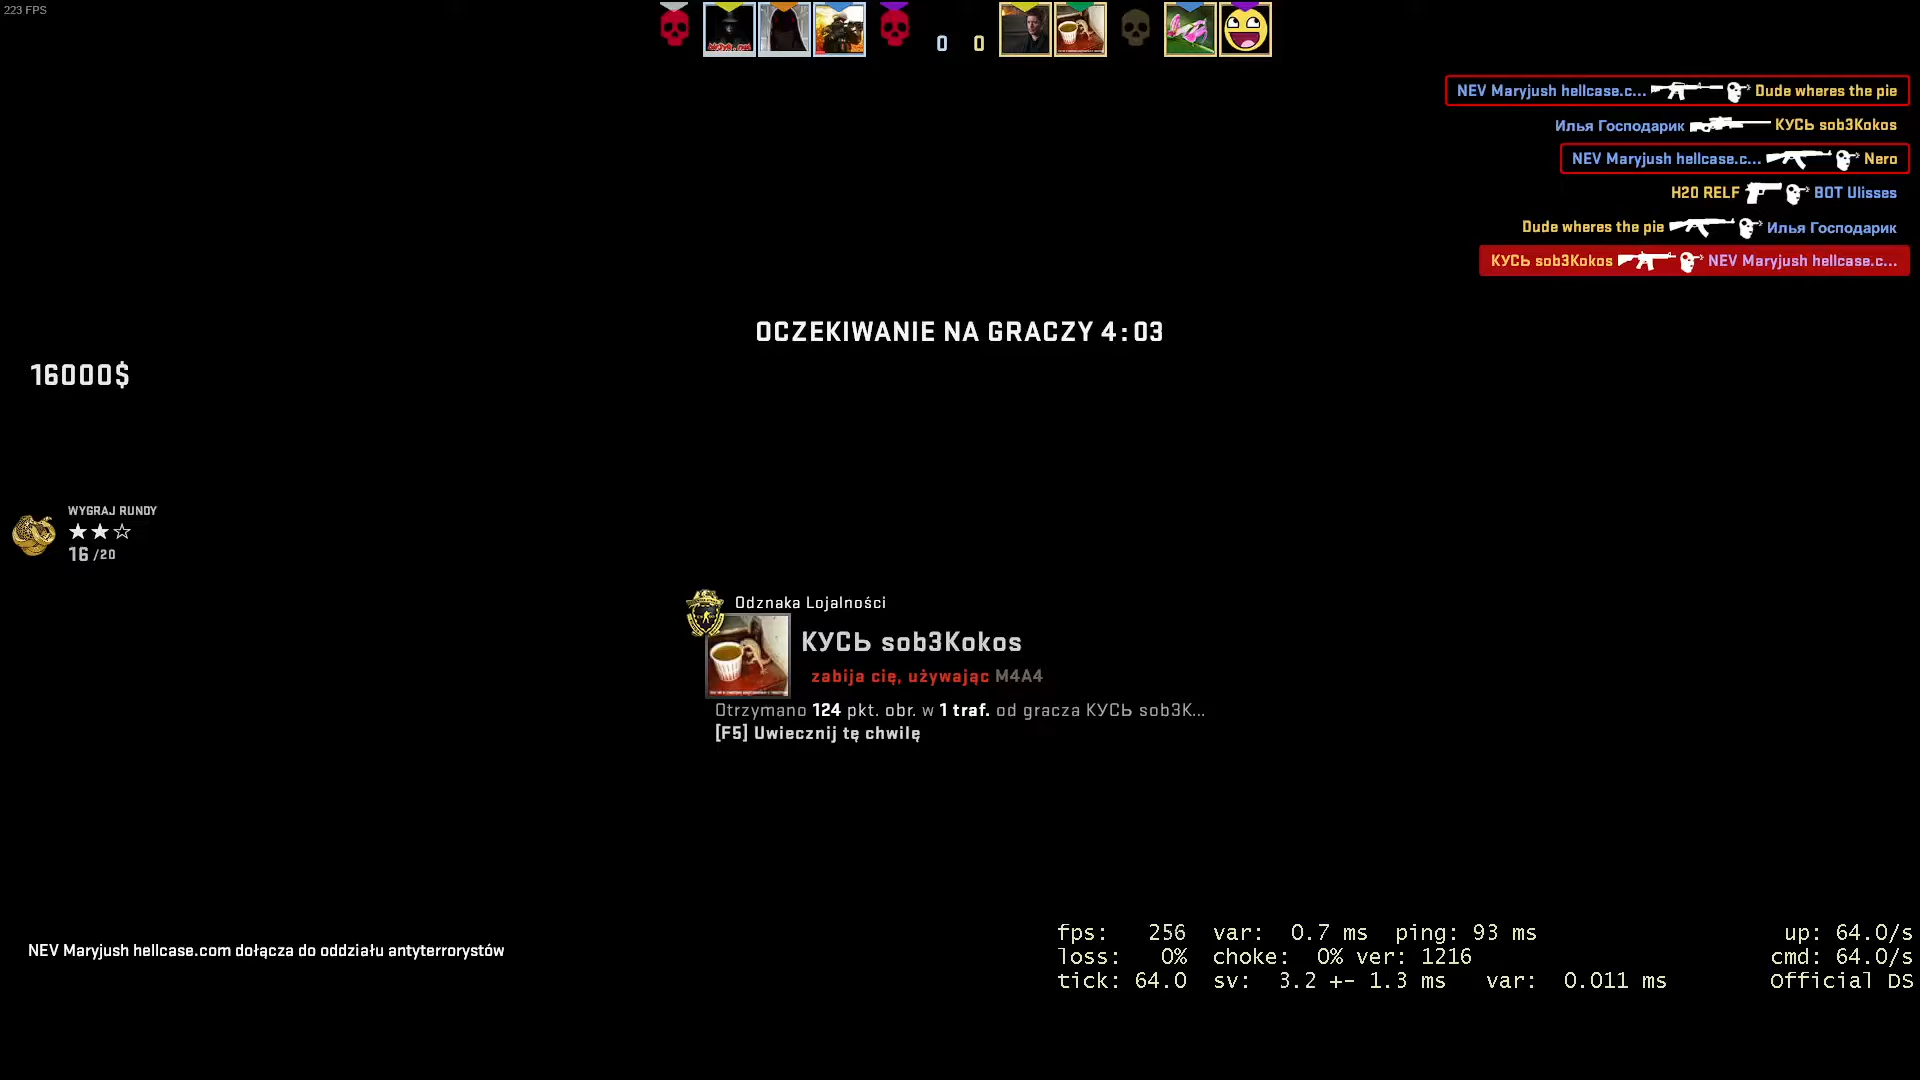 223 FPS
0 0
NEV Maryjush hellcase.c... Dude wheres the pie
Илья Господарик КУСЬ sob3Kokos
NEV Maryjush hellcase.c... Nero
H20 RELF BOT Ulisses
Dude wheres the pie Илья Господарик
КУСЬ sob3Kokos NEV Maryjush hellcase.c...
OCZEKIWANIE NA GRACZY 4:03
16000$
WYGRAJ RUNDY
16 /20
Odznaka Lojalności
КУСЬ sob3Kokos
zabija cię, używając M4A4
Otrzymano 124 pkt. obr. w 1 traf. od gracza КУСЬ sob3K...
[F5] Uwiecznij tę chwilę
NEV Maryjush hellcase.com dołącza do oddziału antyterrorystów
fps: 256 var: 0.7 ms ping: 93 ms up: 64.0/s
loss: 0% choke: 0% ver: 1216 cmd: 64.0/s
tick: 64.0 sv: 3.2 +- 1.3 ms var: 0.011 ms Official DS